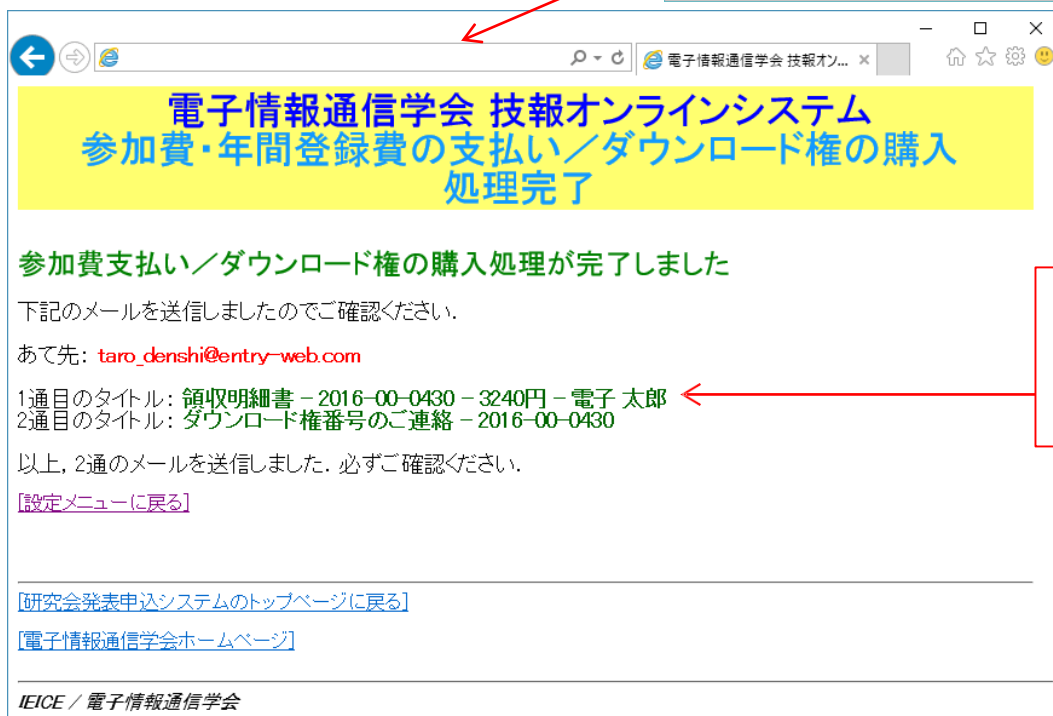 電子情報通信学会 技報オン...
電子情報通信学会 技報オンラインシステム
参加費・年間登録費の支払い／ダウンロード権の購入
処理完了
参加費支払い／ダウンロード権の購入処理が完了しました
下記のメールを送信しましたのでご確認ください.
あて先: taro_denshi@entry-web.com
1通目のタイトル: 領収明細書 - 2016-00-0430 - 3240円 - 電子 太郎
2通目のタイトル: ダウンロード権番号のご連絡 - 2016-00-0430
以上, 2通のメールを送信しました. 必ずご確認ください.
[設定メニューに戻る]
[研究会発表申込システムのトップページに戻る]
[電子情報通信学会ホームページ]
IEICE / 電子情報通信学会